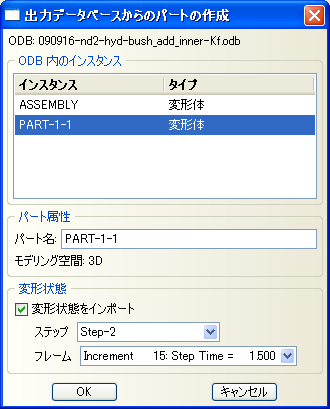 出力データベースからのパートの作成
ODB: 090916-nd2-hyd-bush_add_inner-Kf.odb
ODB 内のインスタンス
インスタンス タイプ
ASSEMBLY 変形体
PART-1-1 変形体
パート属性
パート名: PART-1-1
モデリング空間: 3D
変形状態
変形状態をインポート
ステップ Step-2
フレーム Increment 15: Step Time = 1.500
OK キャンセル